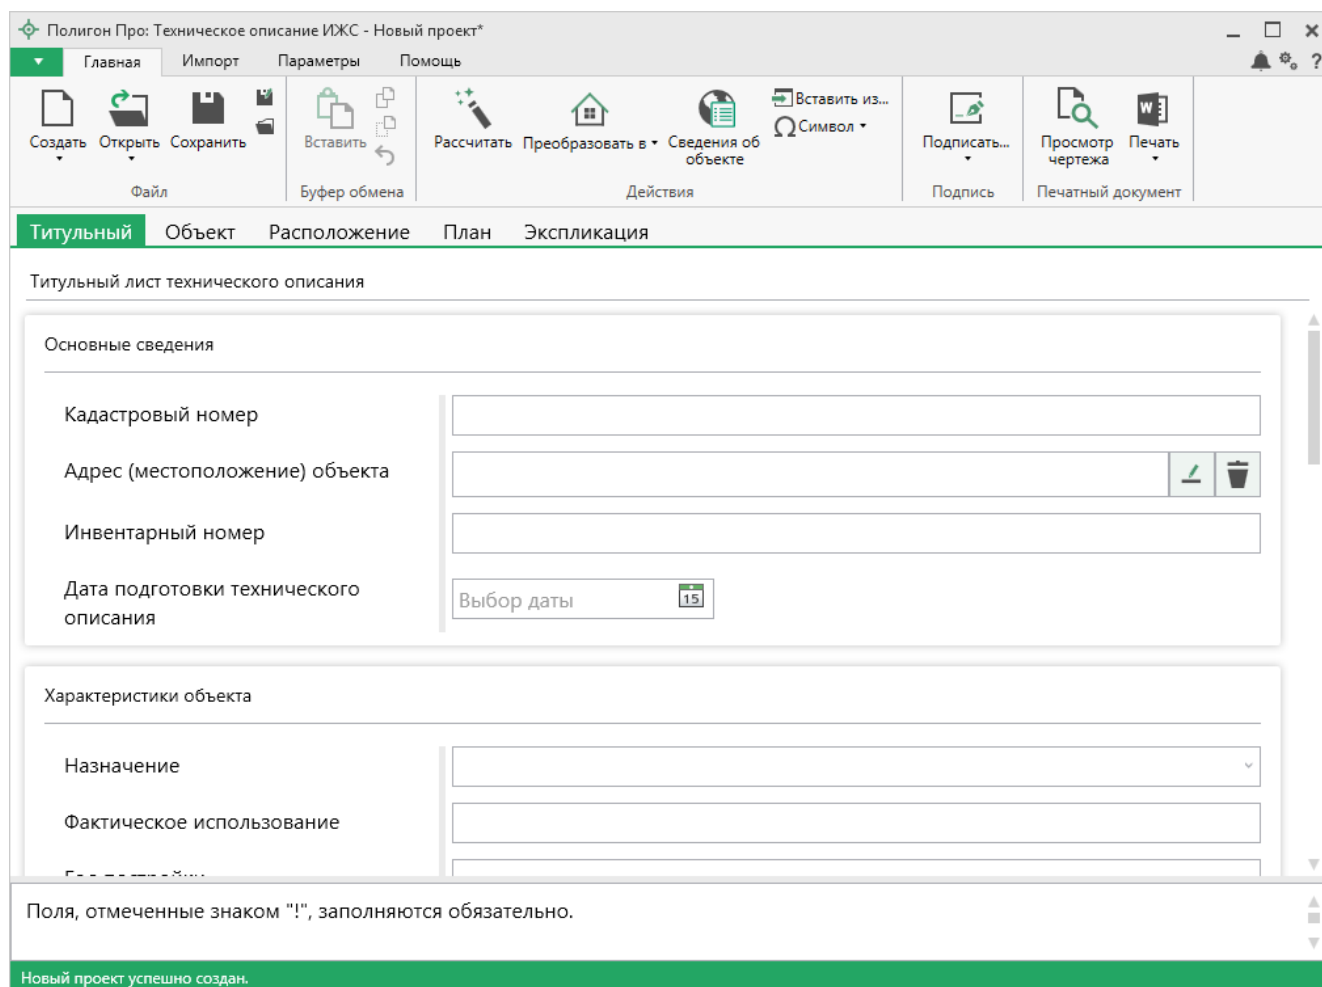 Полигон Про: Техническое описание ИЖС - Новый проект*
Главная Импорт Параметры Помощь
?
Создать Открыть Сохранить
Файл
Вставить
Буфер обмена
Рассчитать Преобразовать в Сведения об объекте
Вставить из...
Символ
Действия
Подписать...
Подпись
Просмотр чертежа
W
Печать
Печатный документ
Титульный Объект Расположение План Экспликация
Титульный лист технического описания
Основные сведения
Кадастровый номер
Адрес (местоположение) объекта
Инвентарный номер
Дата подготовки технического
описания
Выбор даты 15
Характеристики объекта
Назначение
Фактическое использование
Год постройки
Поля, отмеченные знаком "!", заполняются обязательно.
Новый проект успешно создан.